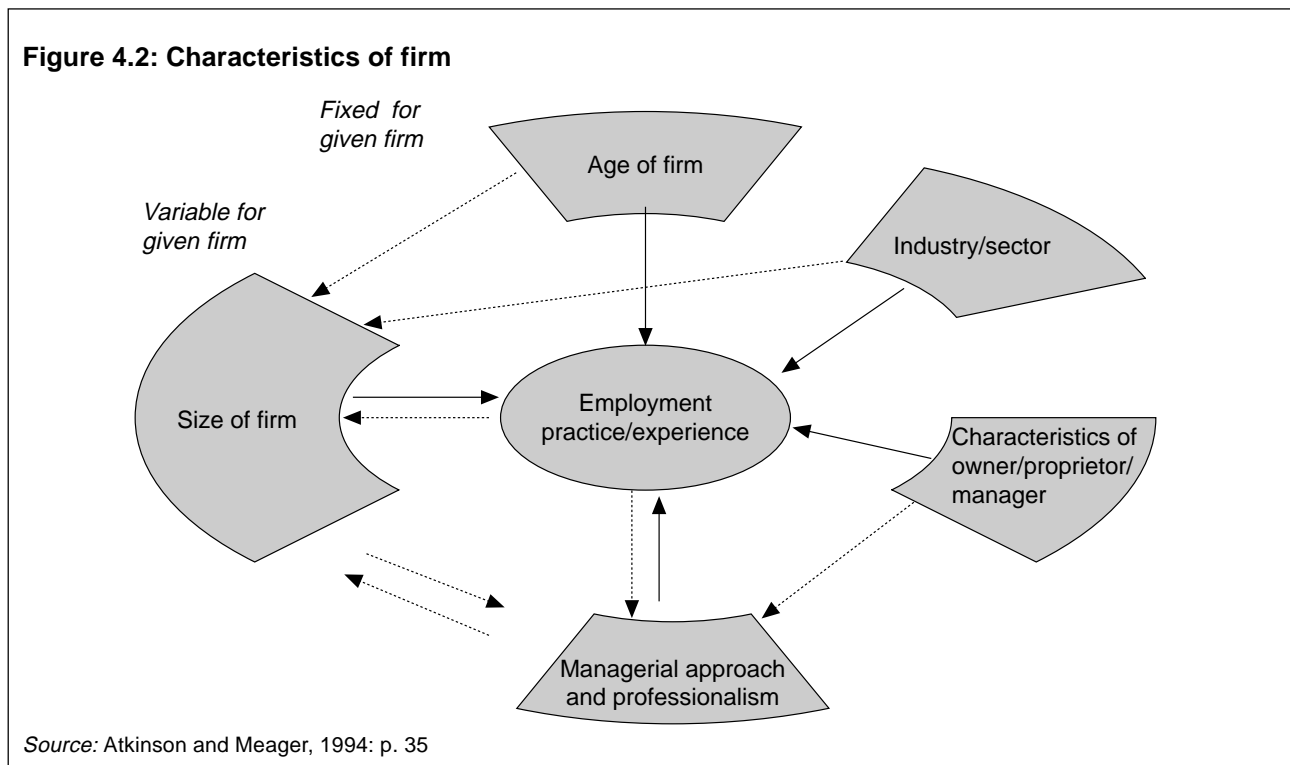 Figure 4.2: Characteristics of firm
Fixed for
given firm
Age of firm
Variable for
given firm
Industry/sector
Size of firm
Employment
practice/experience
Characteristics of
owner/proprietor/
manager
Managerial approach
and professionalism
Source: Atkinson and Meager, 1994: p. 35